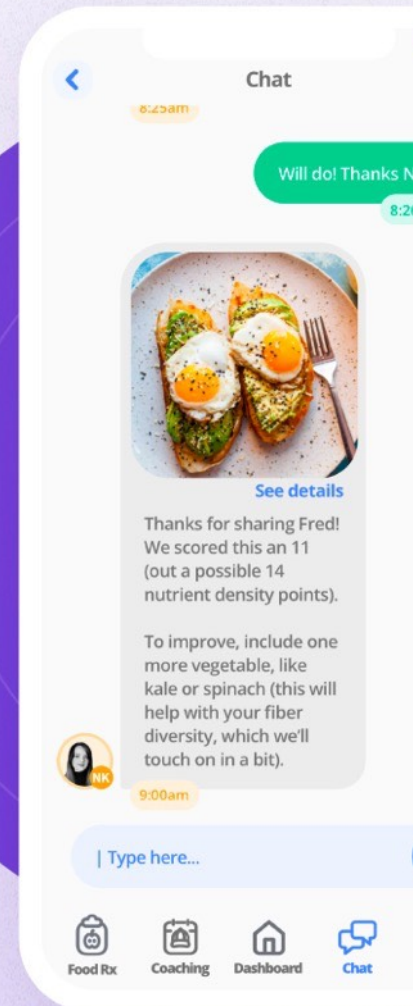 Chat
8:25am
Will do! Thanks
See details
Thanks for sharing Fred!
We scored this an 11
(out a possible 14
nutrient density points).
To improve, include one
more vegetable, like
kale or spinach (this will
help with your fiber
diversity, which we'll
touch on in a bit).
NK
9:00am
| Type here...
Food Rx
Coaching
Dashboard
Chat